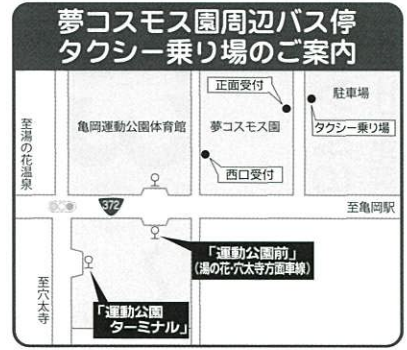 夢コスモス園周辺バス停
タクシー乗り場のご案内
正面受付
駐車場
至湯の花温泉
亀岡運動公園体育館
夢コスモス園
タクシー乗り場
西口受付
372
至亀岡駅
「運動公園前」
(湯の花・穴太寺方面車線)
至穴太寺
「運動公園
ターミナル」